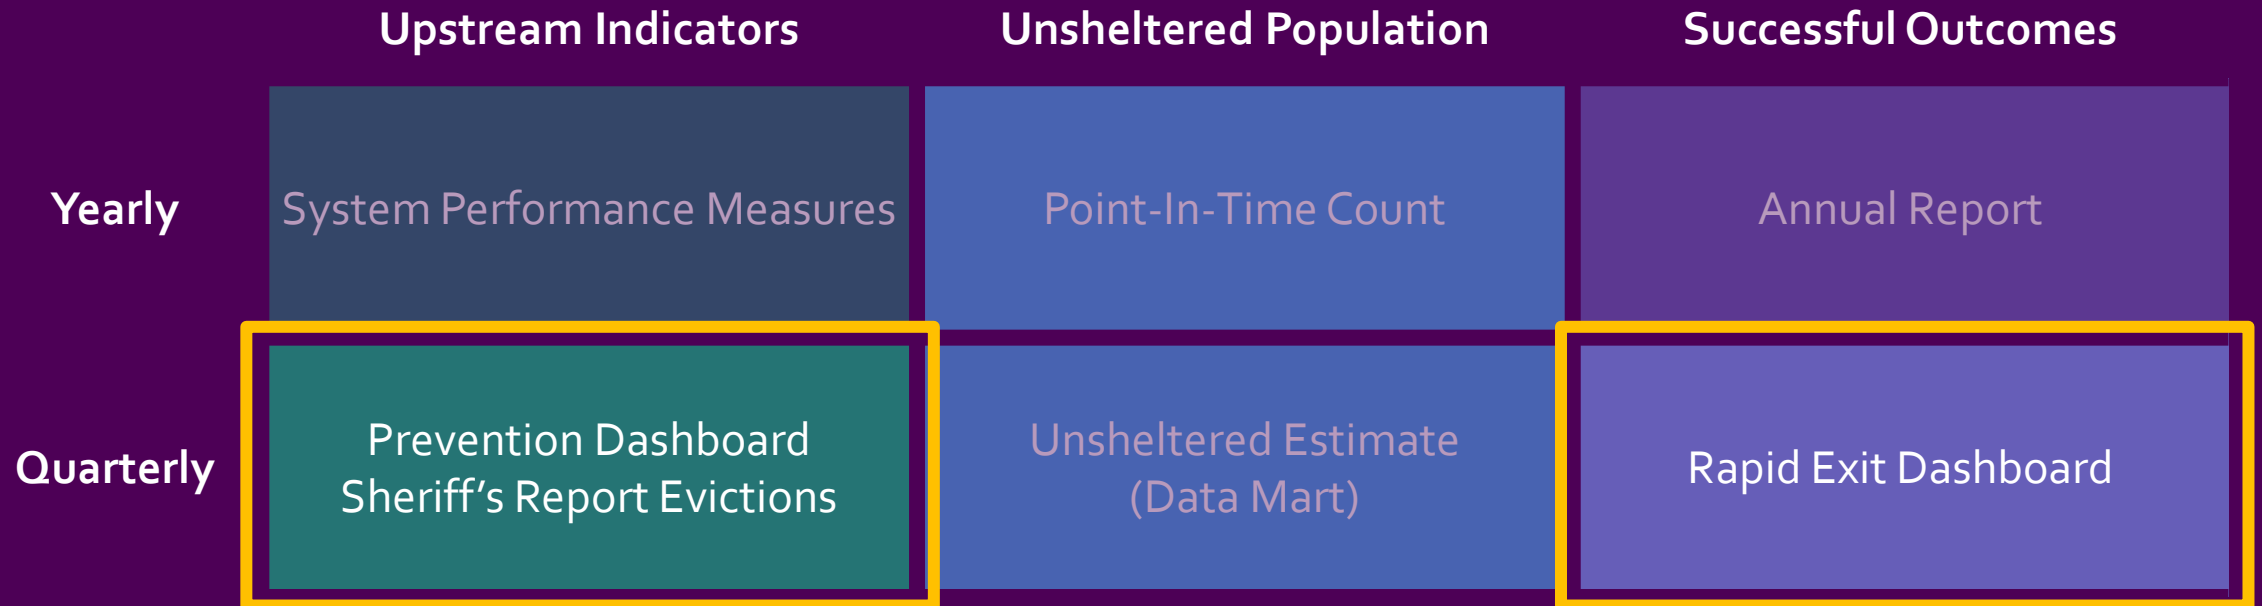 Upstream Indicators
Unsheltered Population
Successful Outcomes
Yearly
System Performance Measures
Point-In-Time Count
Annual Report
Quarterly
Prevention Dashboard
Sheriff’s Report Evictions
Unsheltered Estimate
(Data Mart)
Rapid Exit Dashboard